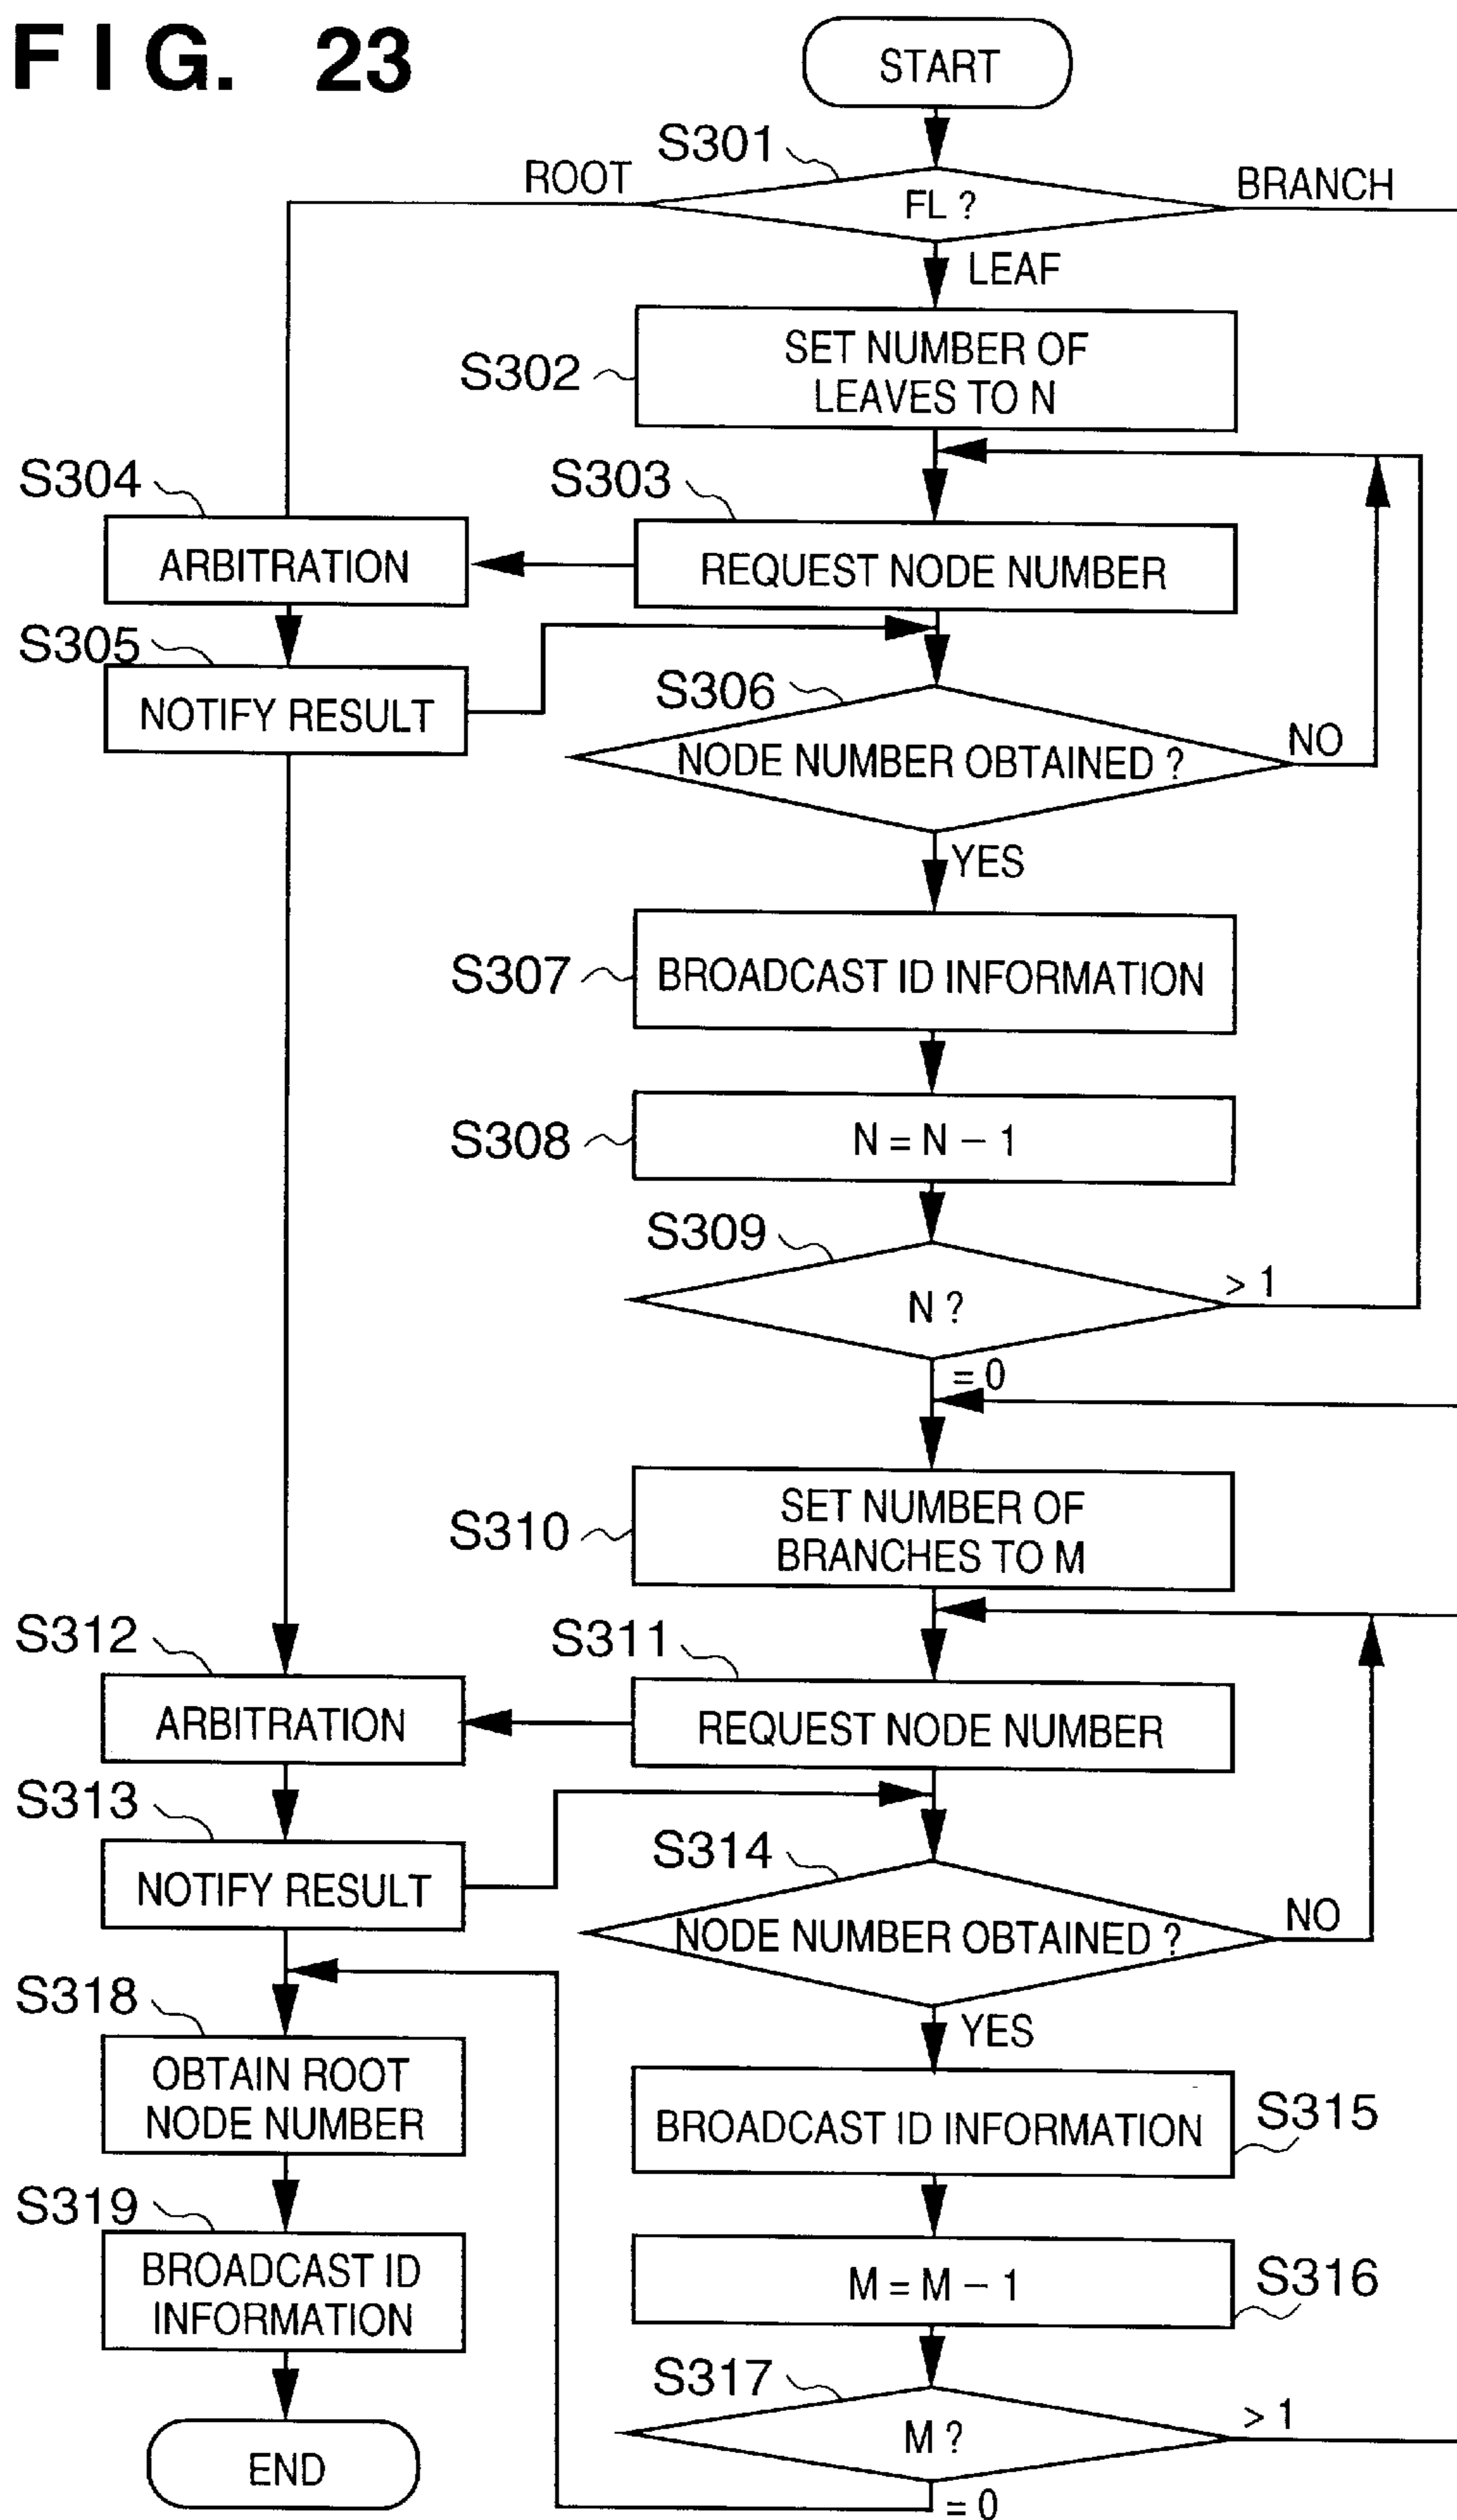 FIG. 23
START
S301
ROOT
FL ?
BRANCH
LEAF
S302
SET NUMBER OF
LEAVES TO N
S304
S303
ARBITRATION
REQUEST NODE NUMBER
S305
NOTIFY RESULT
S306
NODE NUMBER OBTAINED ?
NO
YES
S307
BROADCAST ID INFORMATION
S308
N = N − 1
S309
N ?
> 1
= 0
S310
SET NUMBER OF
BRANCHES TO M
S312
S311
ARBITRATION
REQUEST NODE NUMBER
S313
NOTIFY RESULT
S314
NODE NUMBER OBTAINED ?
NO
YES
S318
OBTAIN ROOT
NODE NUMBER
S315
BROADCAST ID INFORMATION
S319
BROADCAST ID
INFORMATION
S316
M = M − 1
S317
M ?
> 1
= 0
END